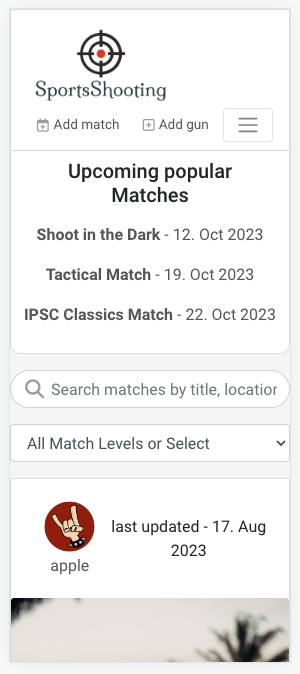 SportsShooting
Add match
Add gun
Upcoming popular
Matches
Shoot in the Dark - 12. Oct 2023
Tactical Match - 19. Oct 2023
IPSC Classics Match - 22. Oct 2023
Search matches by title, location
All Match Levels or Select
last updated - 17. Aug
2023
apple